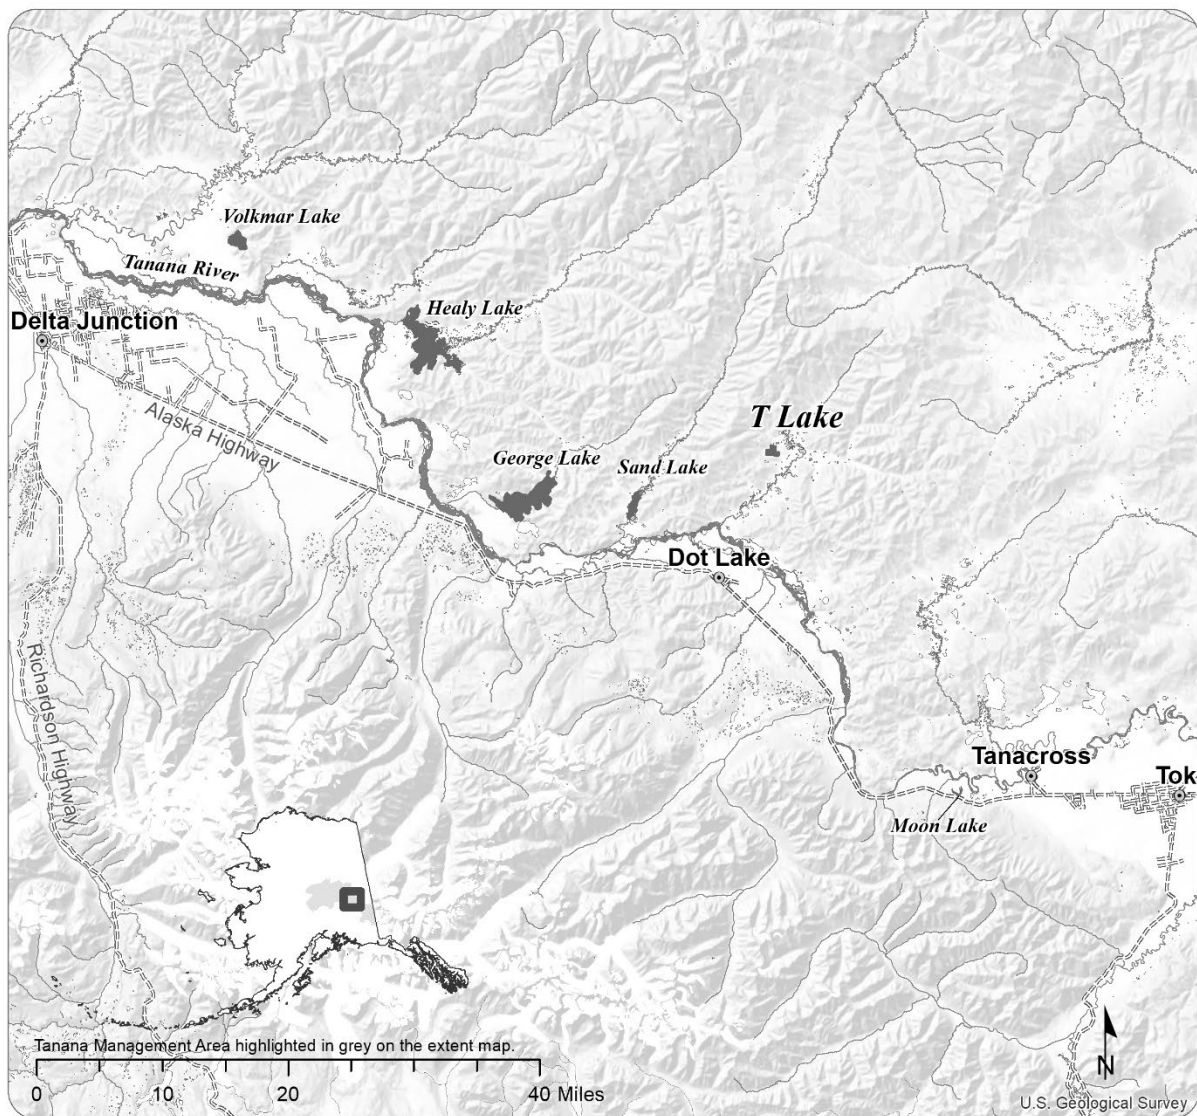 Volkmar Lake
Tanana River
Healy Lake
Delta Junction
Alaska Highway
T Lake
George Lake
Sand Lake
Dot Lake
Richardson Highway
Tanacross
Tok
Moon Lake
Tanana Management Area highlighted in grey on the extent map.
0 10 20 40 Miles
N
U.S. Geological Survey